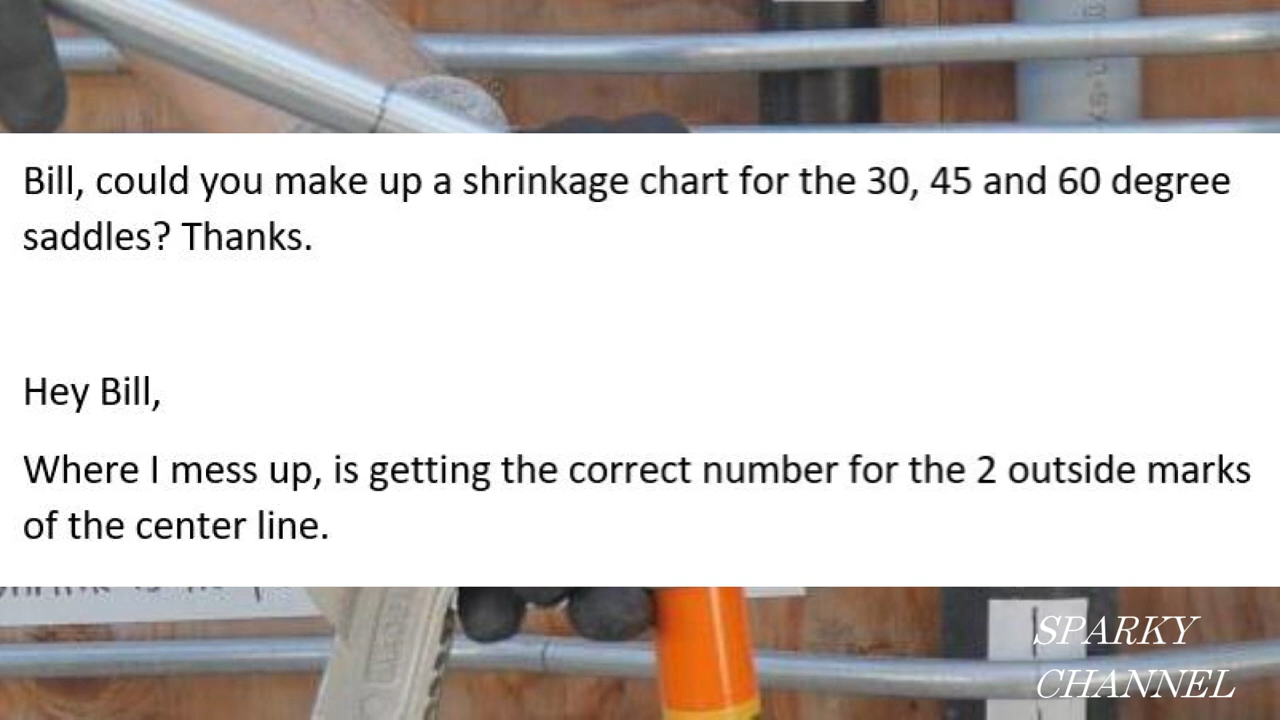 Bill, could you make up a shrinkage chart for the 30, 45 and 60 degree
saddles? Thanks.
Hey Bill,
Where I mess up, is getting the correct number for the 2 outside marks
of the center line.
SPARKY
CHANNEL